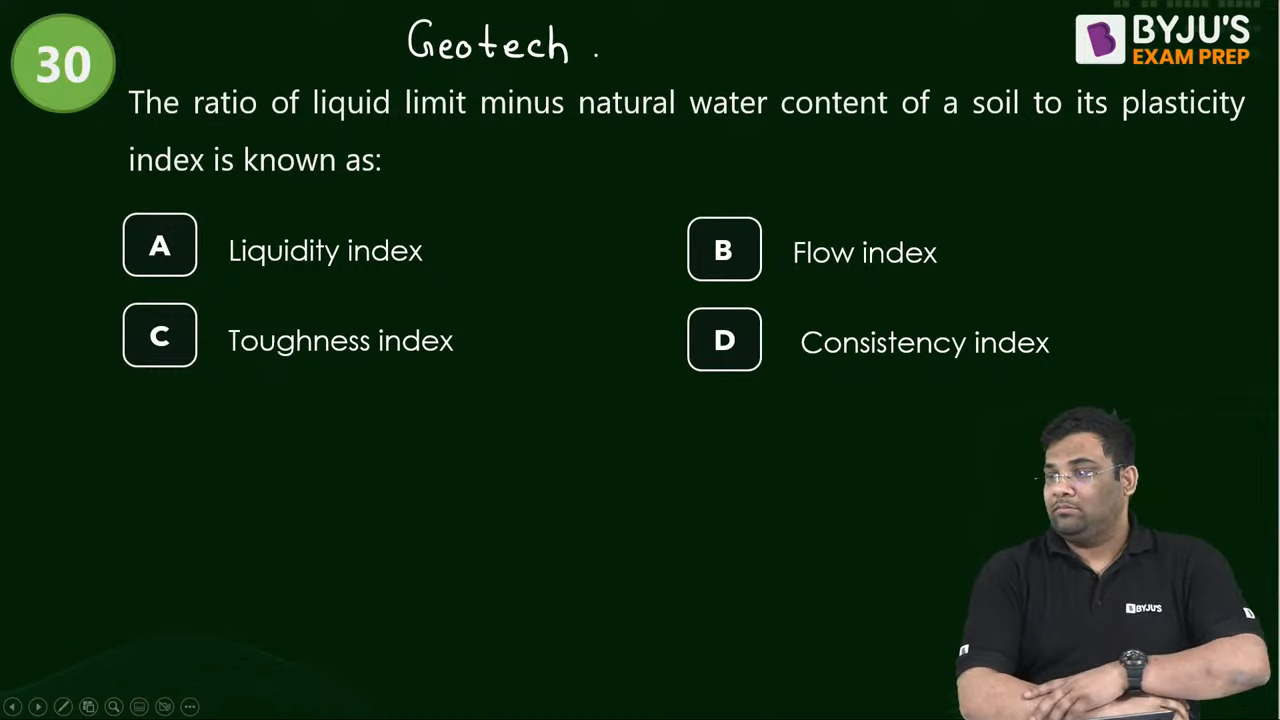 30
Geotech .
BYJU'S
EXAM PREP
The ratio of liquid limit minus natural water content of a soil to its plasticity
index is known as:
A Liquidity index
B Flow index
C Toughness index
D Consistency index
BYJU'S